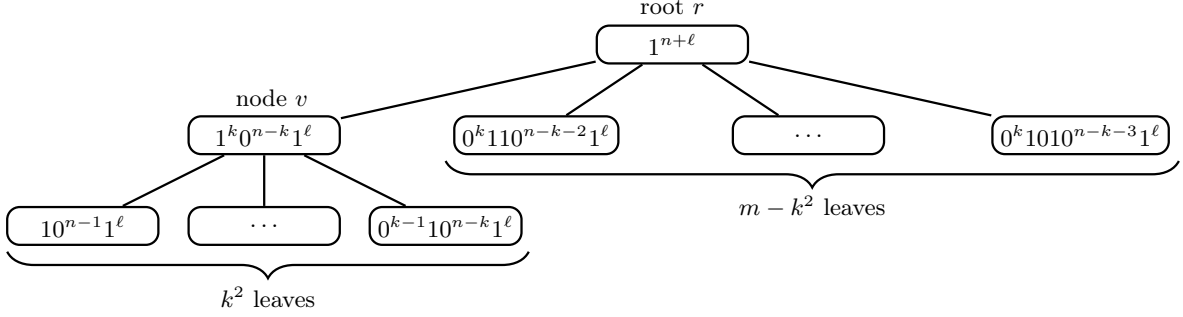 root r
1^{n+ℓ}
node v
1^k0^{n−k}1^ℓ
0^k110^{n−k−2}1^ℓ
···
0^k1010^{n−k−3}1^ℓ
m − k^2 leaves
10^{n−1}1^ℓ
···
0^{k−1}10^{n−k}1^ℓ
k^2 leaves